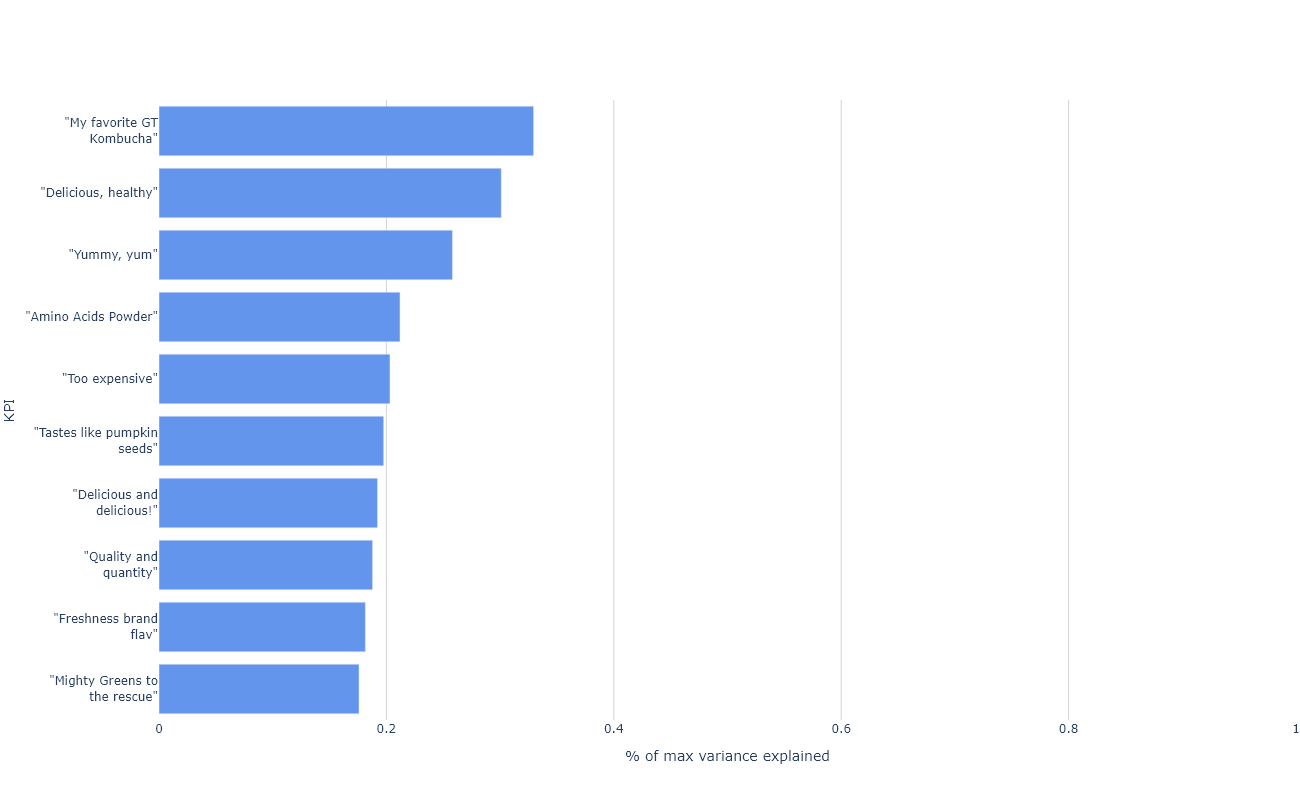 "My favorite GT
Kombucha"
"Delicious, healthy"
"Yummy, yum"
"Amino Acids Powder"
"Too expensive"
"Tastes like pumpkin
seeds"
"Delicious and
delicious!"
"Quality and
quantity"
"Freshness brand
flav"
"Mighty Greens to
the rescue"
KPI
0 0.2 0.4 0.6 0.8 1
% of max variance explained